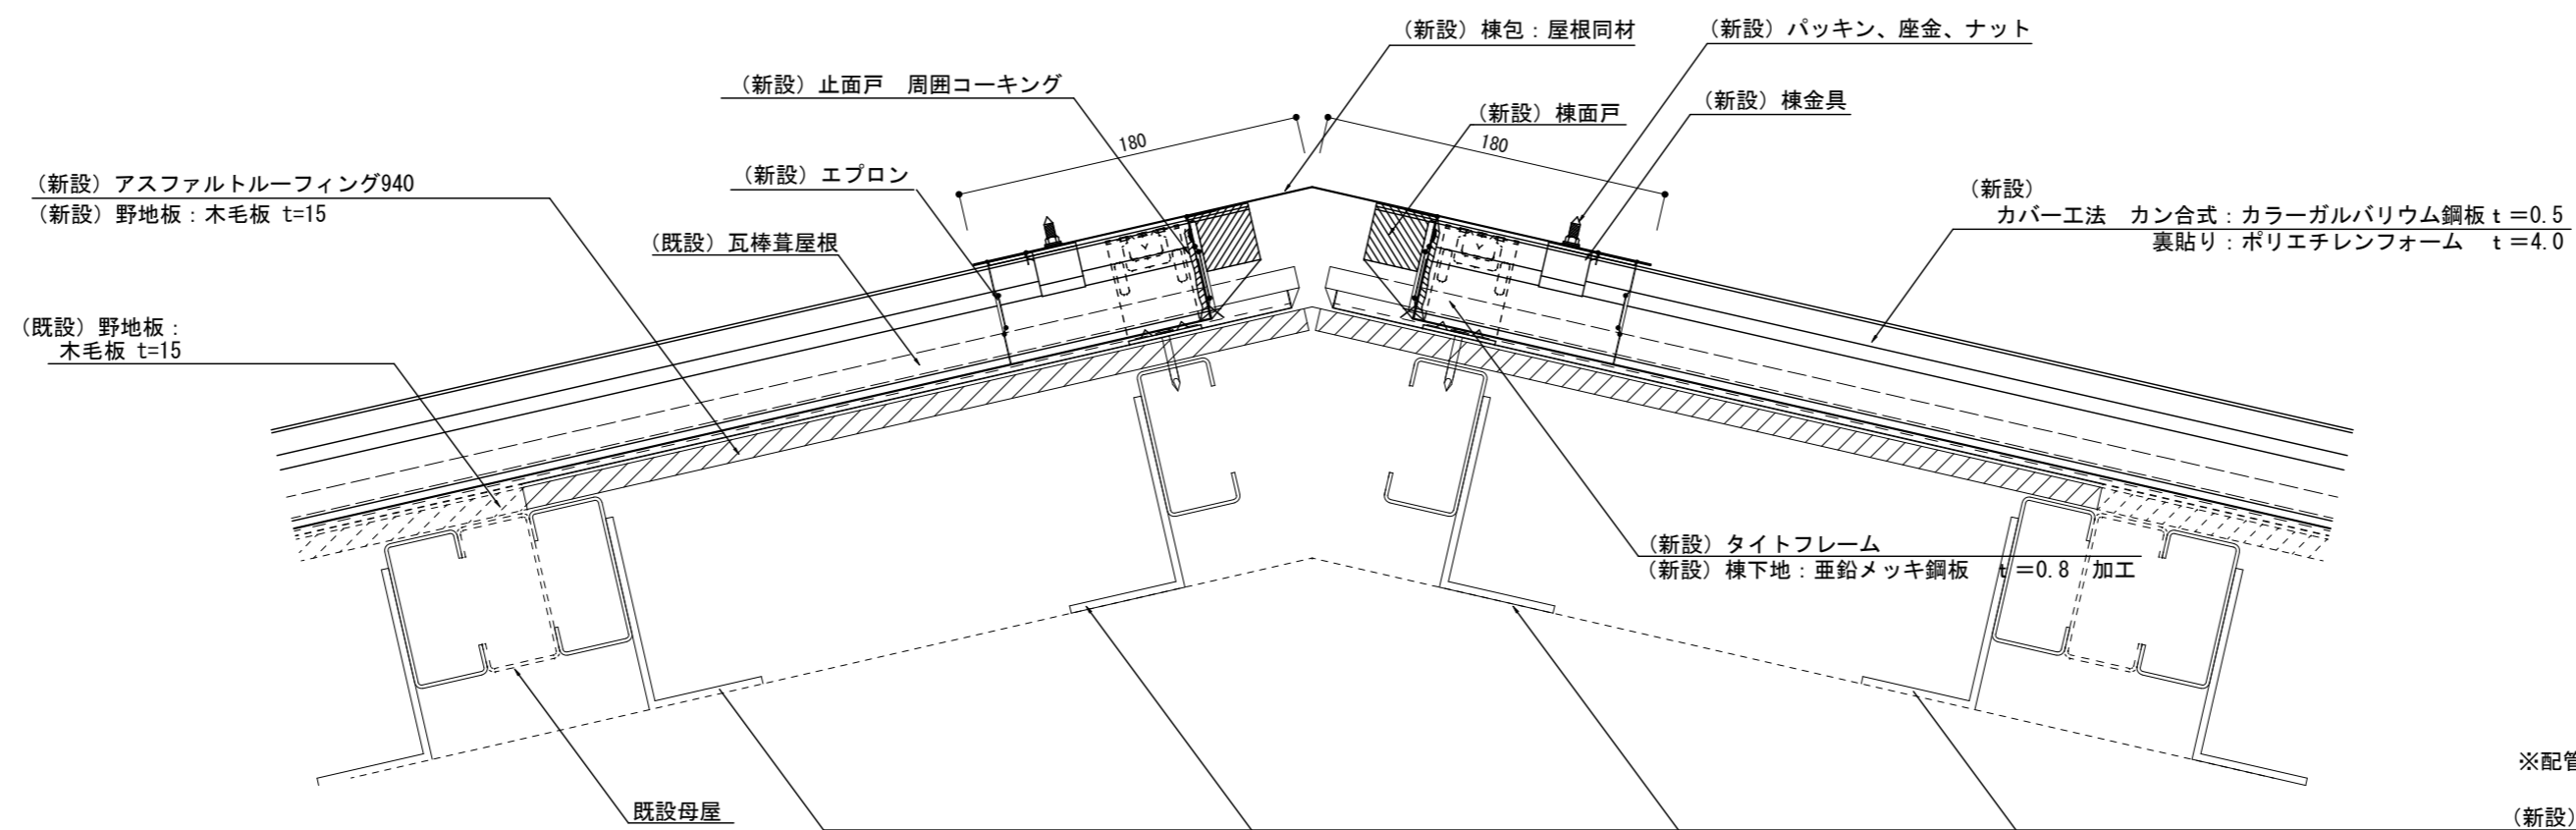 (新設) 棟包：屋根同材
(新設) パッキン、座金、ナット
(新設) 止面戸　周囲コーキング
(新設) 棟面戸
(新設) 棟金具
180
180
(新設) アスファルトルーフィング940
(新設) 野地板：木毛板 t=15
(新設) エプロン
(既設) 瓦棒葺屋根
(新設)
カバー工法　カン合式：カラーガルバリウム鋼板ｔ＝0.5
裏貼り：ポリエチレンフォーム　ｔ＝4.0
(既設) 野地板：
木毛板 t=15
(新設) タイトフレーム
(新設) 棟下地：亜鉛メッキ鋼板　ｔ＝0.8　加工
既設母屋
※配管
(新設)